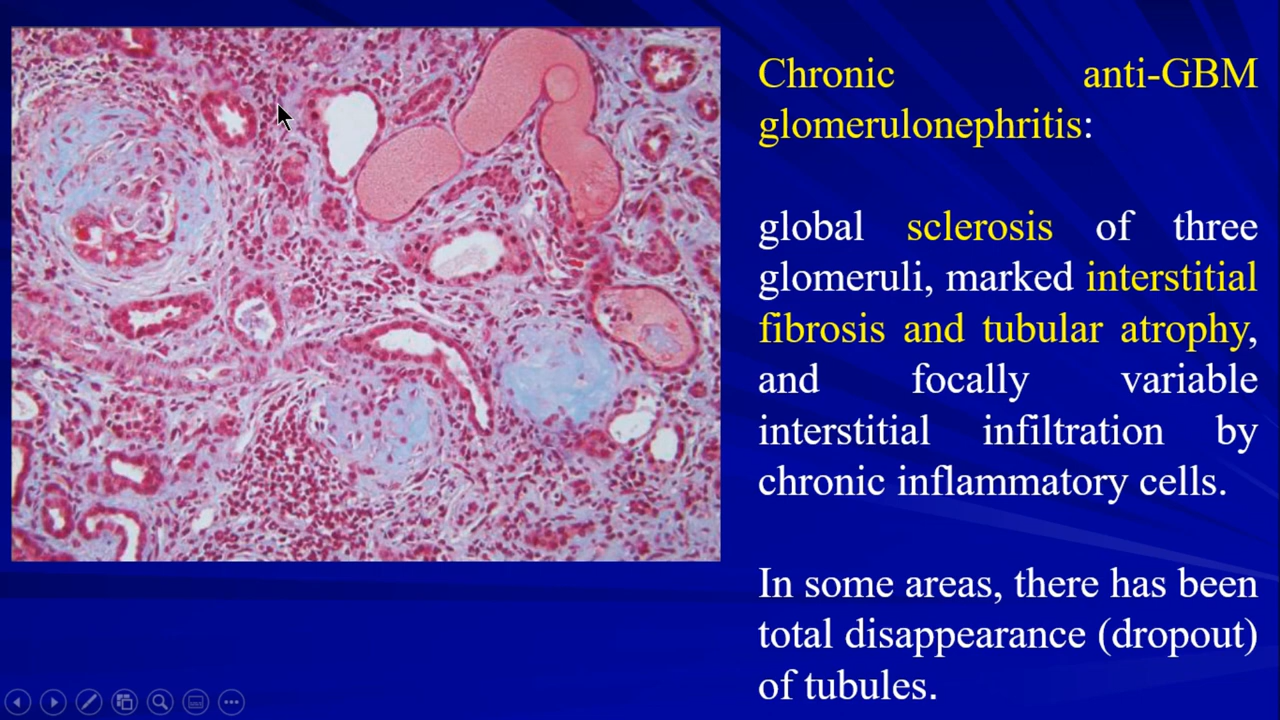 Chronic anti-GBM
glomerulonephritis:
global sclerosis of three
glomeruli, marked interstitial
fibrosis and tubular atrophy,
and focally variable
interstitial infiltration by
chronic inflammatory cells.
In some areas, there has been
total disappearance (dropout)
of tubules.